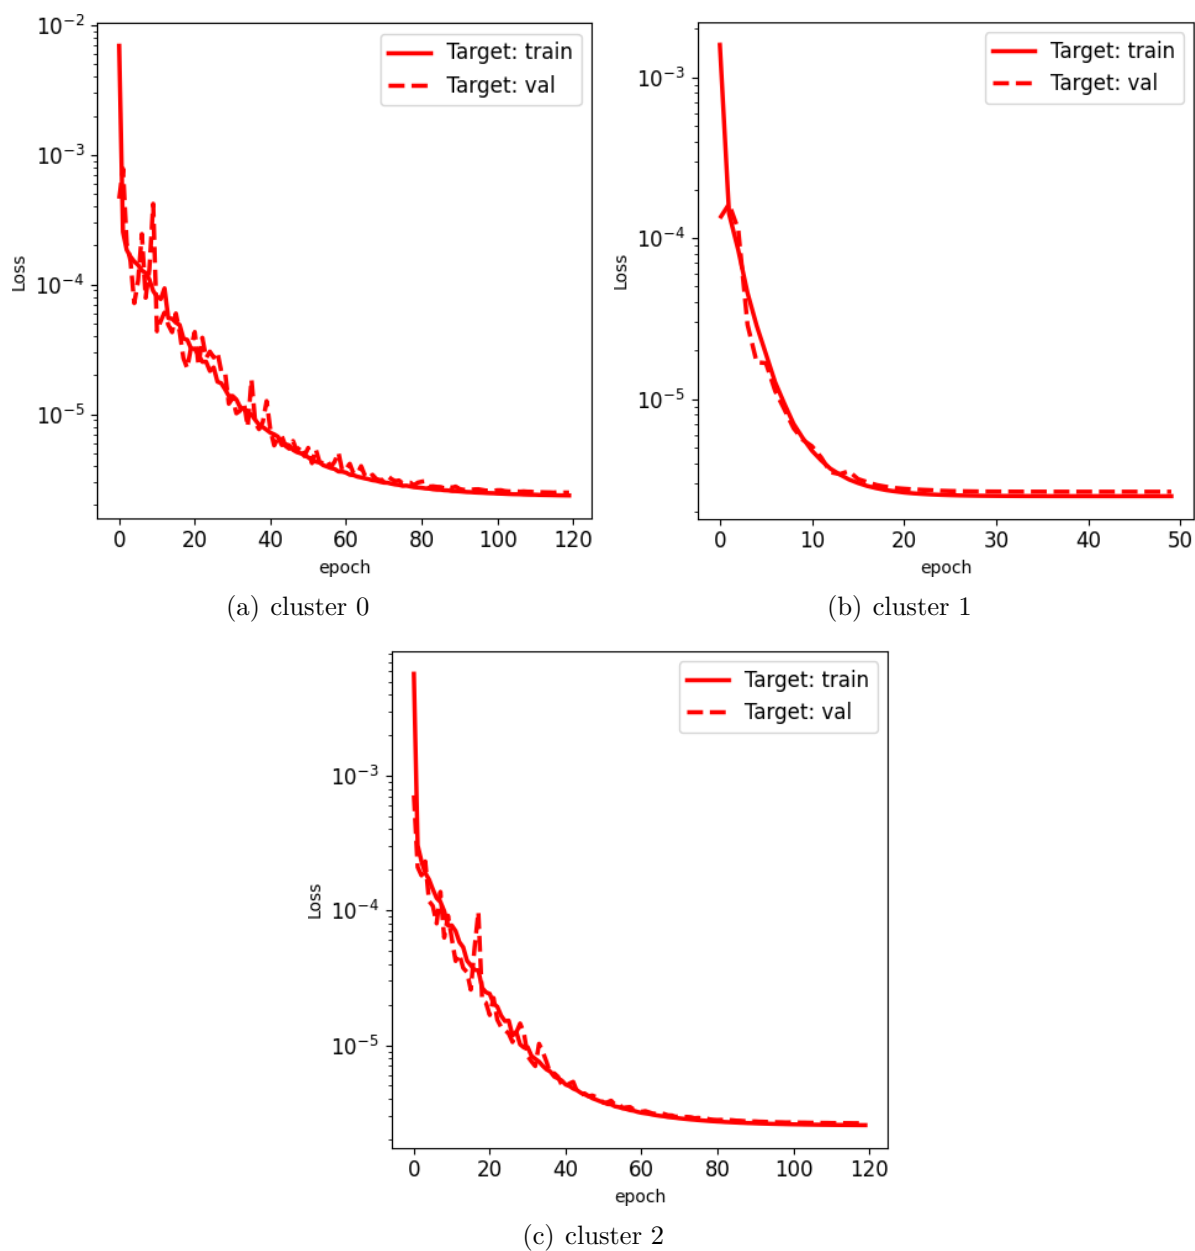 10⁻²
10⁻³
10⁻⁴
10⁻⁵
Loss
Target: train
Target: val
0 20 40 60 80 100 120
epoch
(a) cluster 0
10⁻³
10⁻⁴
10⁻⁵
Loss
Target: train
Target: val
0 10 20 30 40 50
epoch
(b) cluster 1
10⁻³
10⁻⁴
10⁻⁵
Loss
Target: train
Target: val
0 20 40 60 80 100 120
epoch
(c) cluster 2